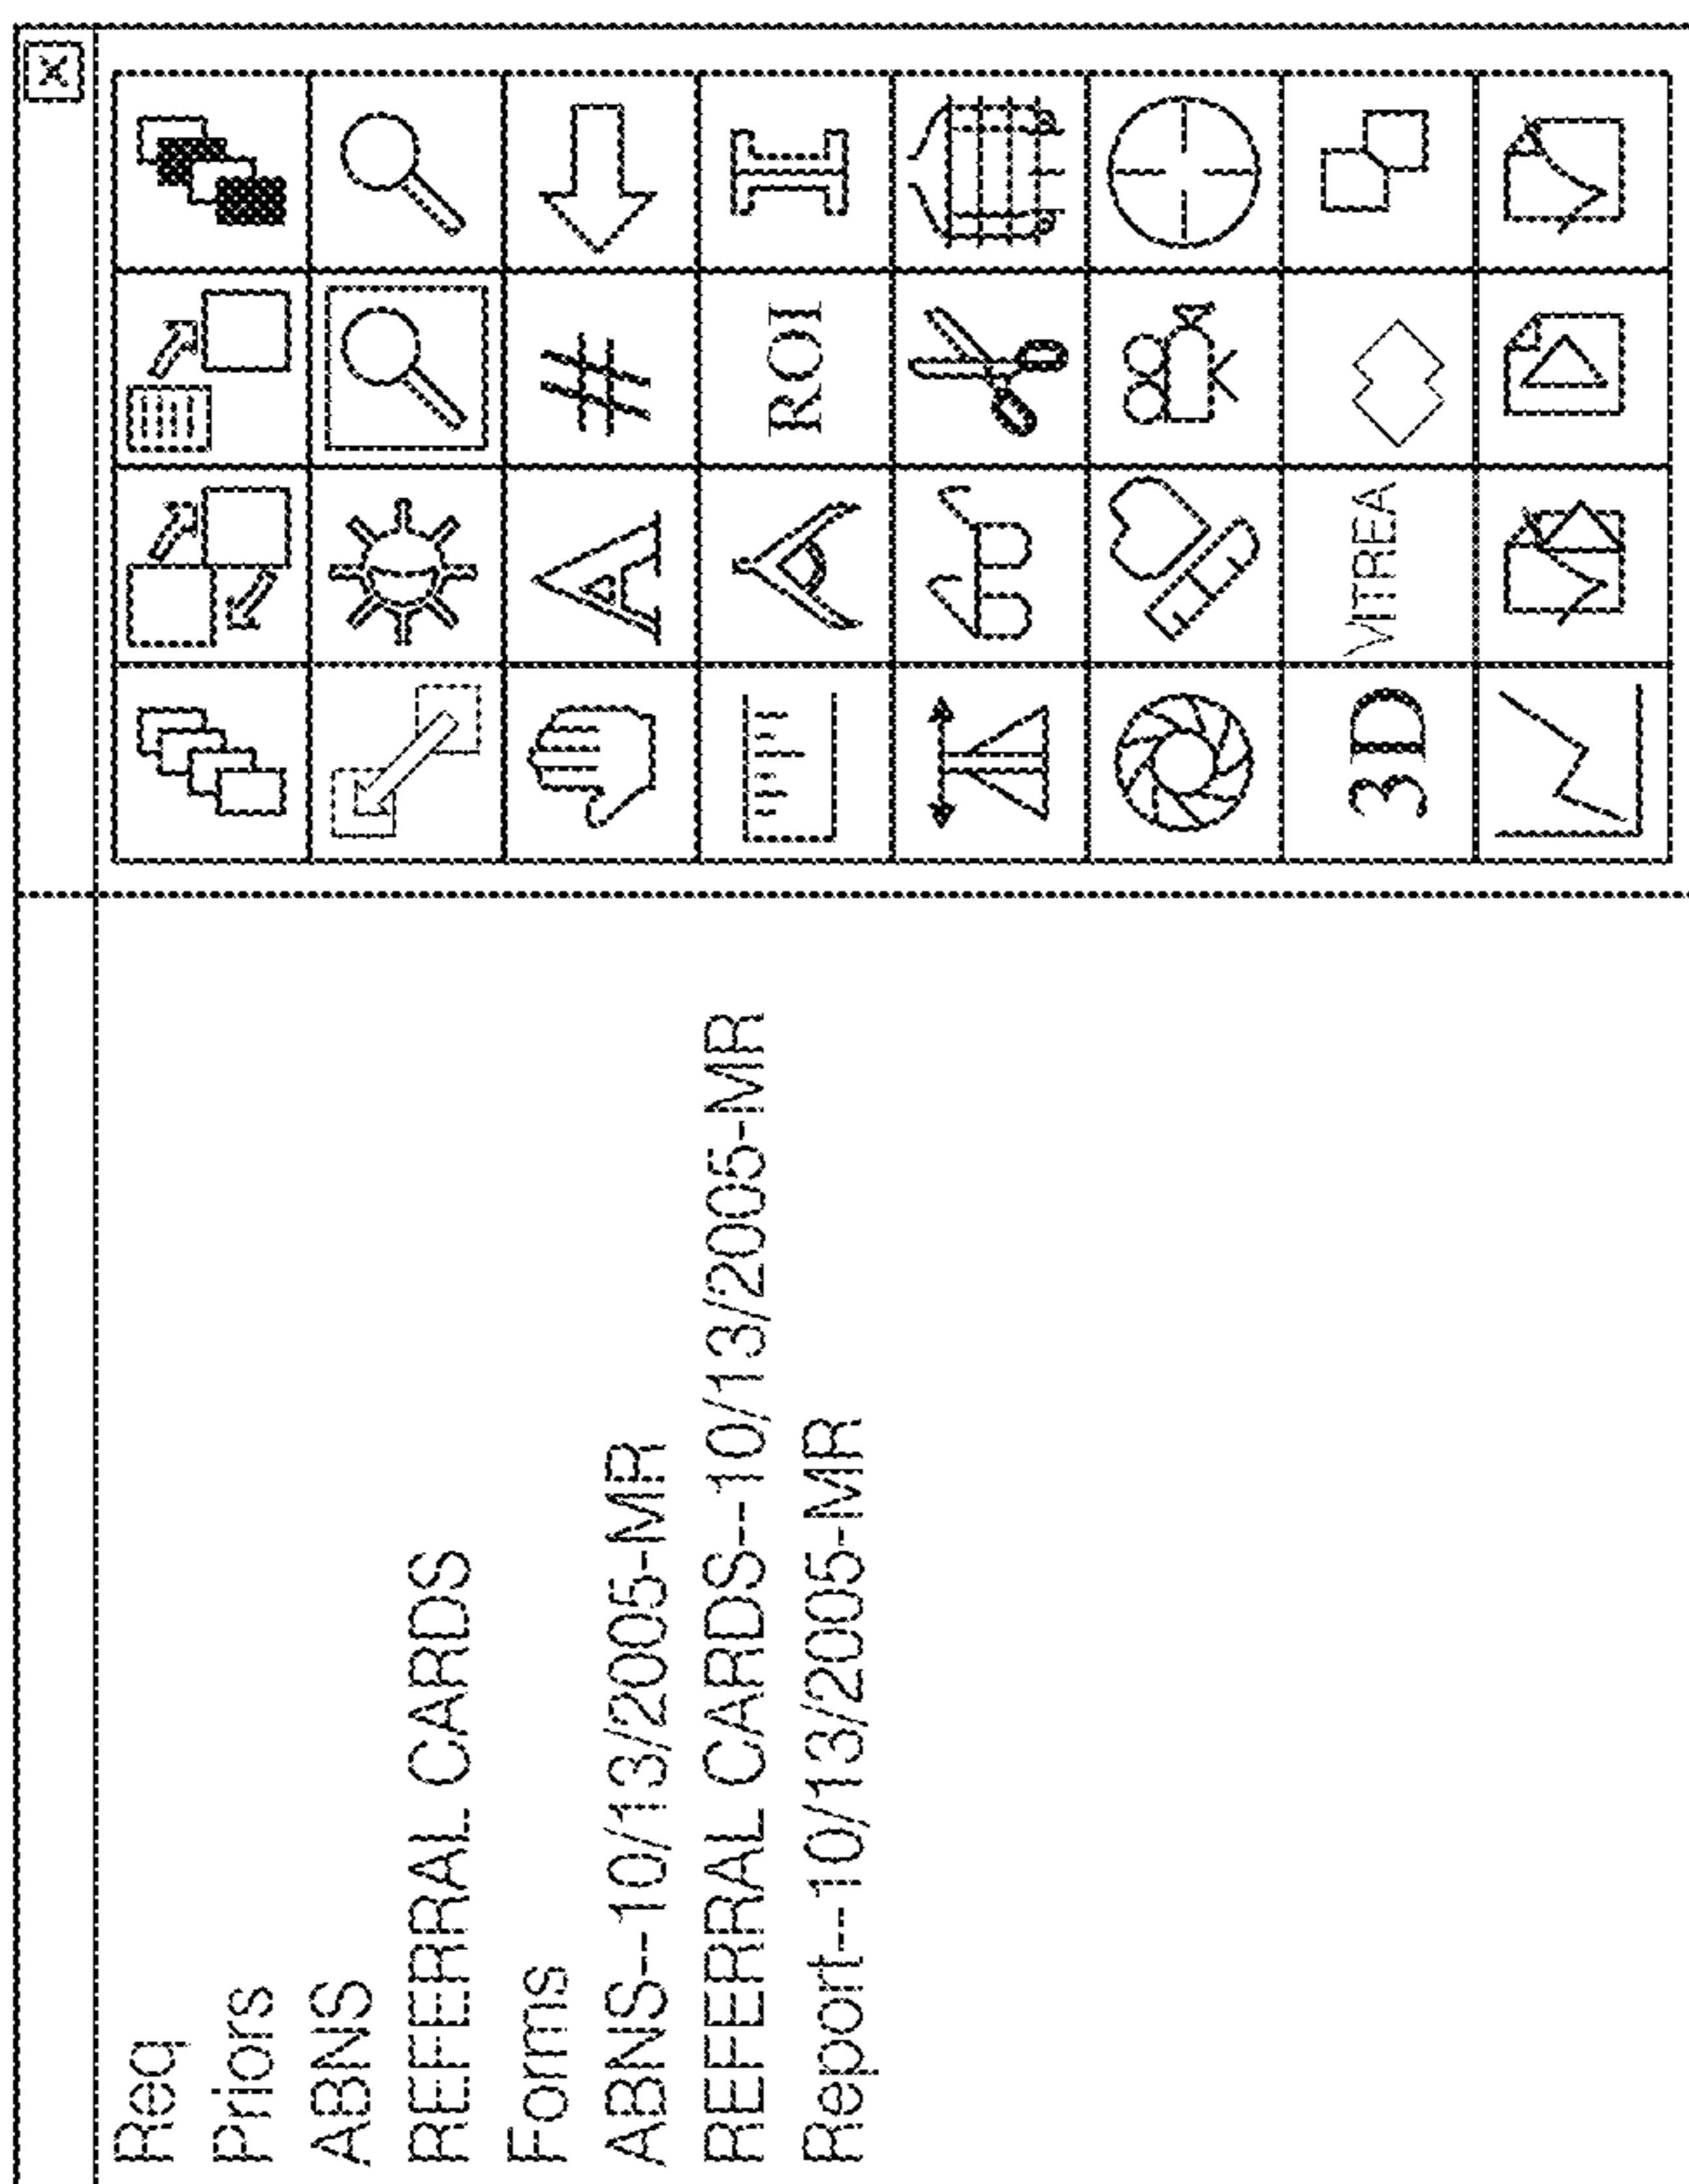 Req
Priors
ABNS
REFERRAL CARDS
Forms
ABNS--10/13/2005-MR
REFERRAL CARDS--10/13/2005-MR
Report--10/13/2005-MR
X
A #
ROI I
3D VITREA